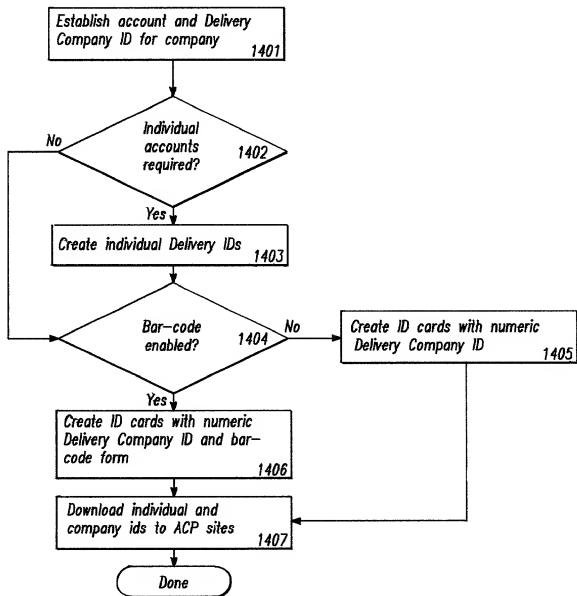 Establish account and Delivery
Company ID for company
1401
Individual
accounts
required?
1402
No
Yes
Create individual Delivery IDs
1403
Bar-code
enabled?
1404
No
Create ID cards with numeric
Delivery Company ID
1405
Yes
Create ID cards with numeric
Delivery Company ID and bar-
code form
1406
Download individual and
company ids to ACP sites
1407
Done